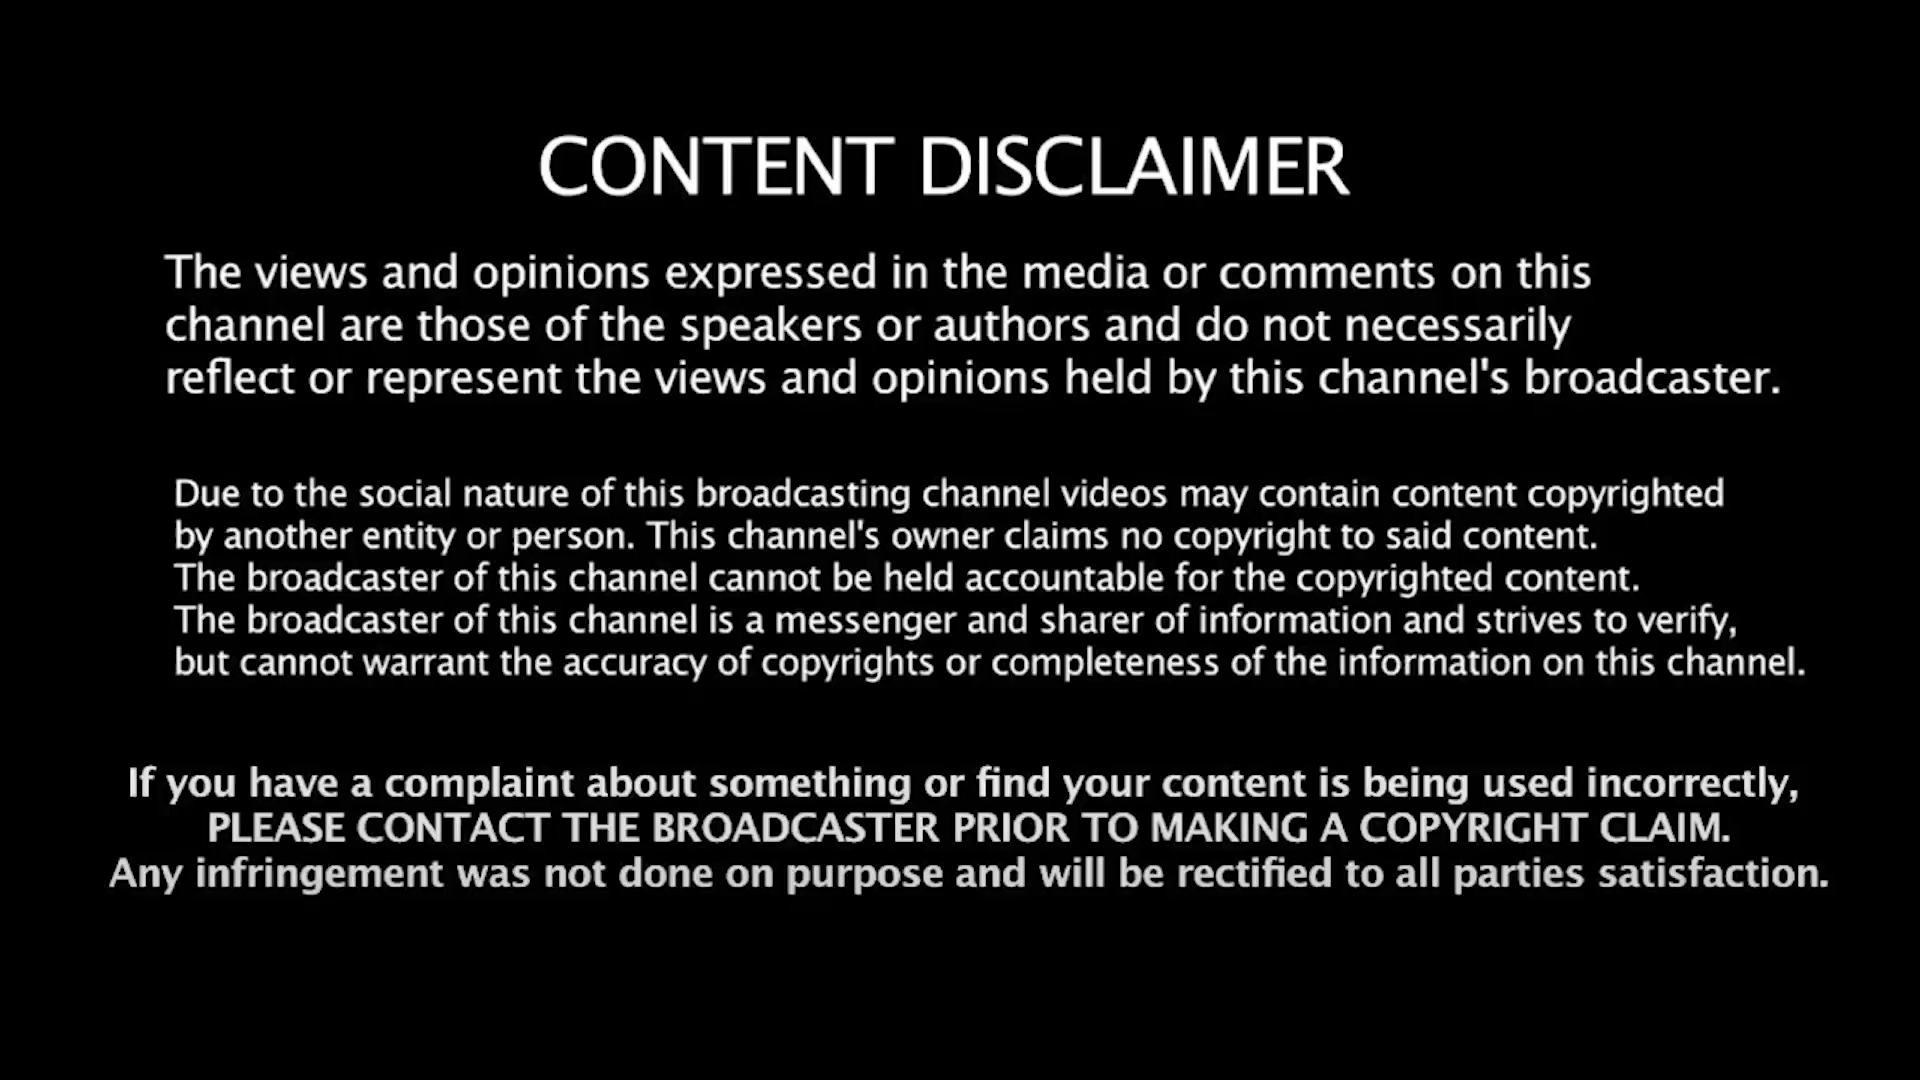 CONTENT DISCLAIMER
The views and opinions expressed in the media or comments on this
channel are those of the speakers or authors and do not necessarily
reflect or represent the views and opinions held by this channel's broadcaster.
Due to the social nature of this broadcasting channel videos may contain content copyrighted
by another entity or person. This channel's owner claims no copyright to said content.
The broadcaster of this channel cannot be held accountable for the copyrighted content.
The broadcaster of this channel is a messenger and sharer of information and strives to verify,
but cannot warrant the accuracy of copyrights or completeness of the information on this channel.
If you have a complaint about something or find your content is being used incorrectly,
PLEASE CONTACT THE BROADCASTER PRIOR TO MAKING A COPYRIGHT CLAIM.
Any infringement was not done on purpose and will be rectified to all parties satisfaction.